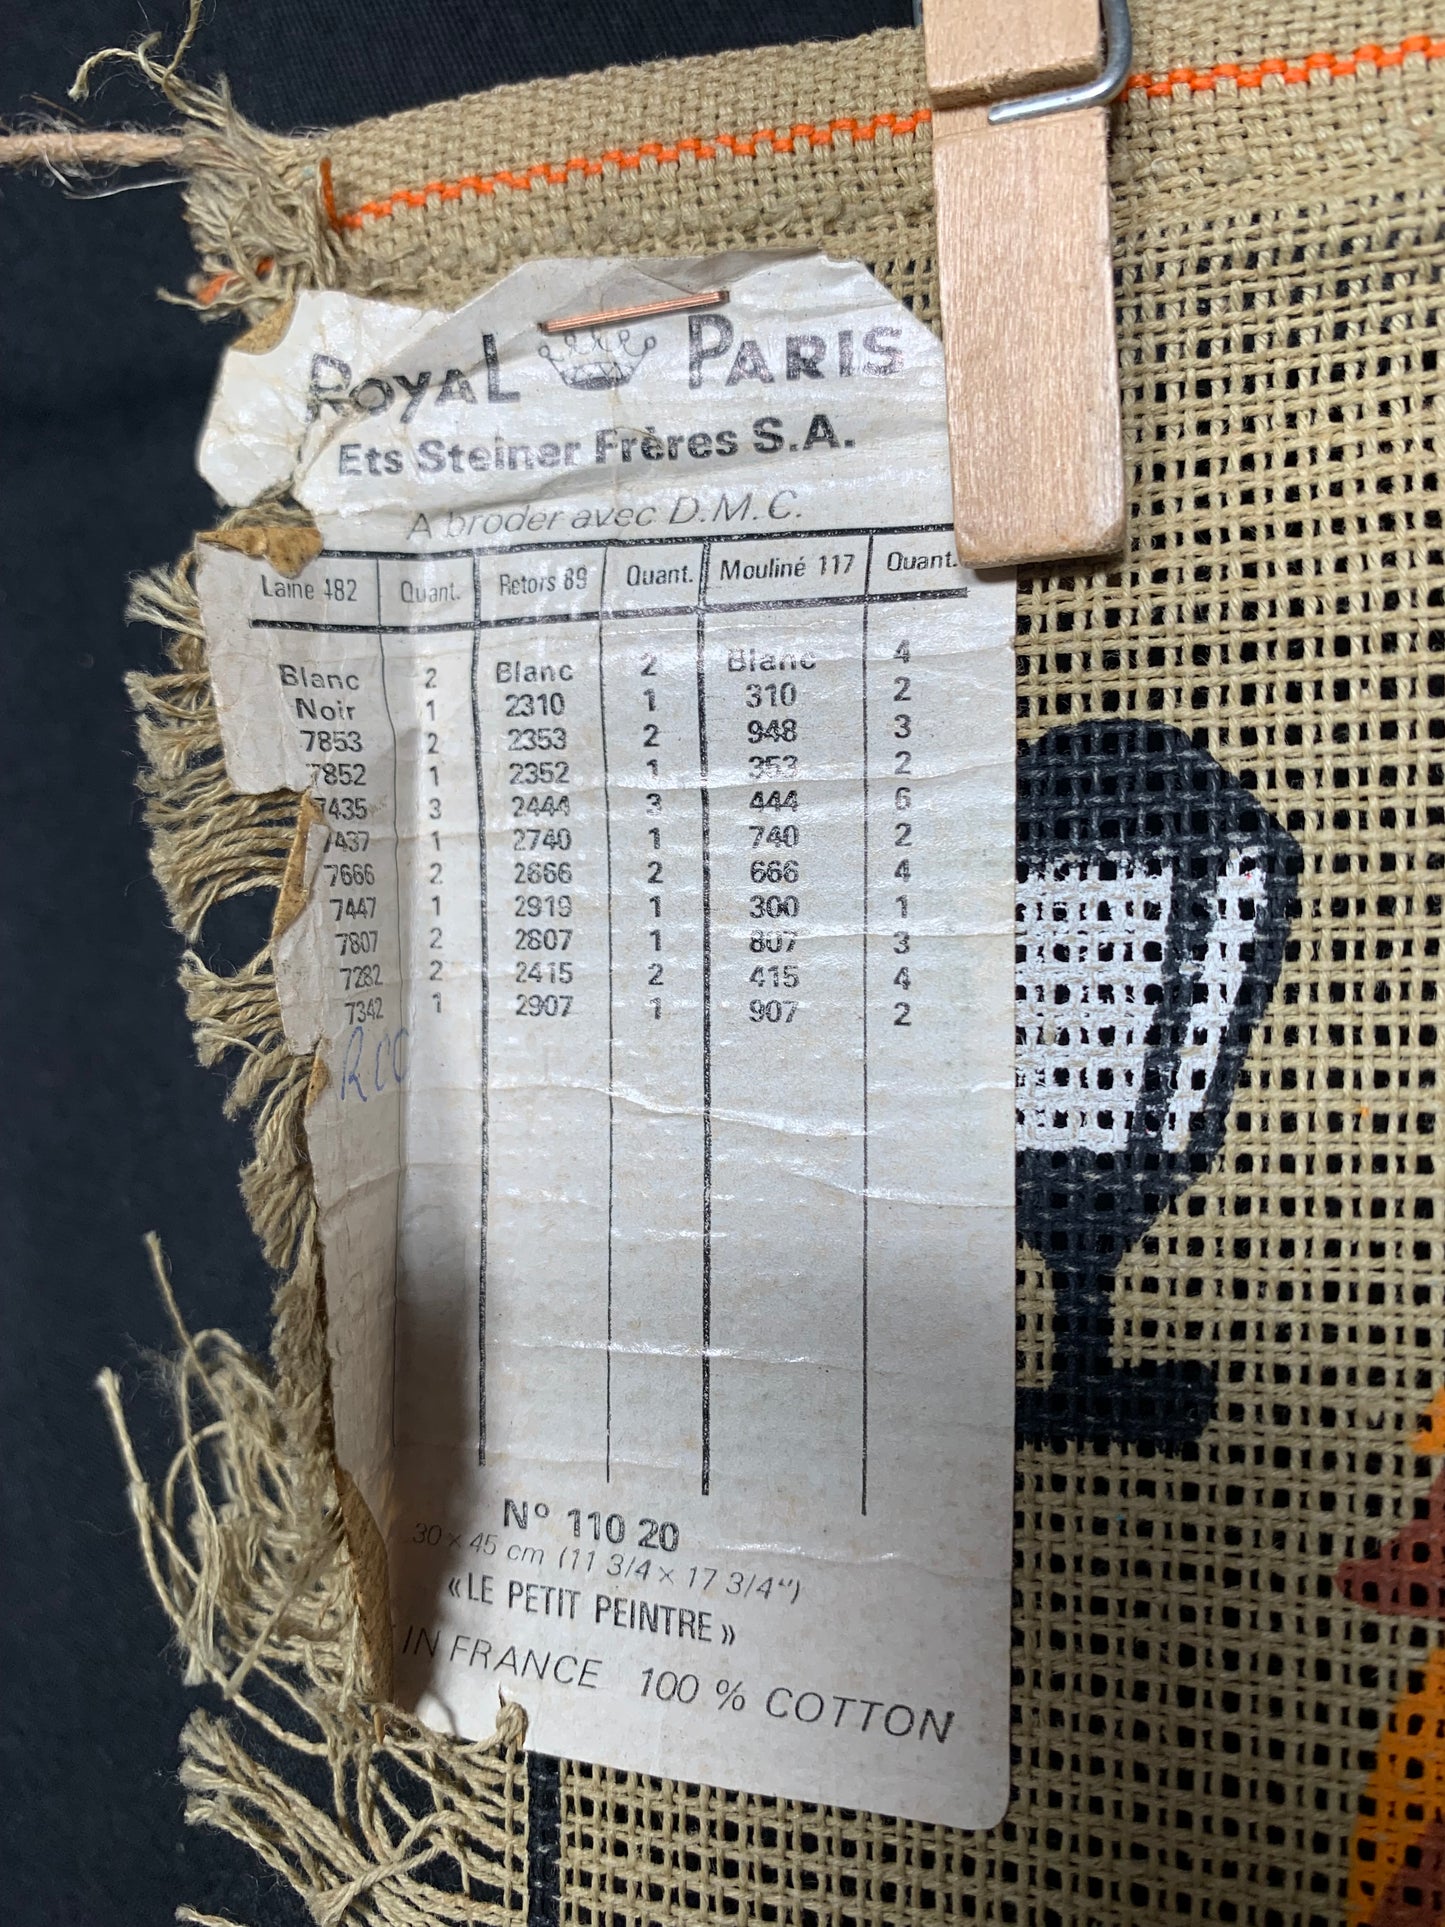 ROYAL PARIS
Ets Steiner Frères S.A.
A broder avec D.M.C.
Laine 482 Quant. Retors 89 Quant. Mouliné 117 Quant.
Blanc 2 Blanc 2 Blanc 4
Noir 1 2310 1 310 2
7853 2 2353 2 948 3
7852 1 2352 1 353 2
7435 3 2444 3 444 6
7437 1 2740 1 740 2
7666 2 2666 2 666 4
7447 1 2919 1 300 1
7807 2 2807 1 807 3
7282 2 2415 2 415 4
7342 1 2907 1 907 2
N° 110 20
30 x 45 cm (11 3/4 x 17 3/4")
«LE PETIT PEINTRE»
IN FRANCE 100 % COTTON